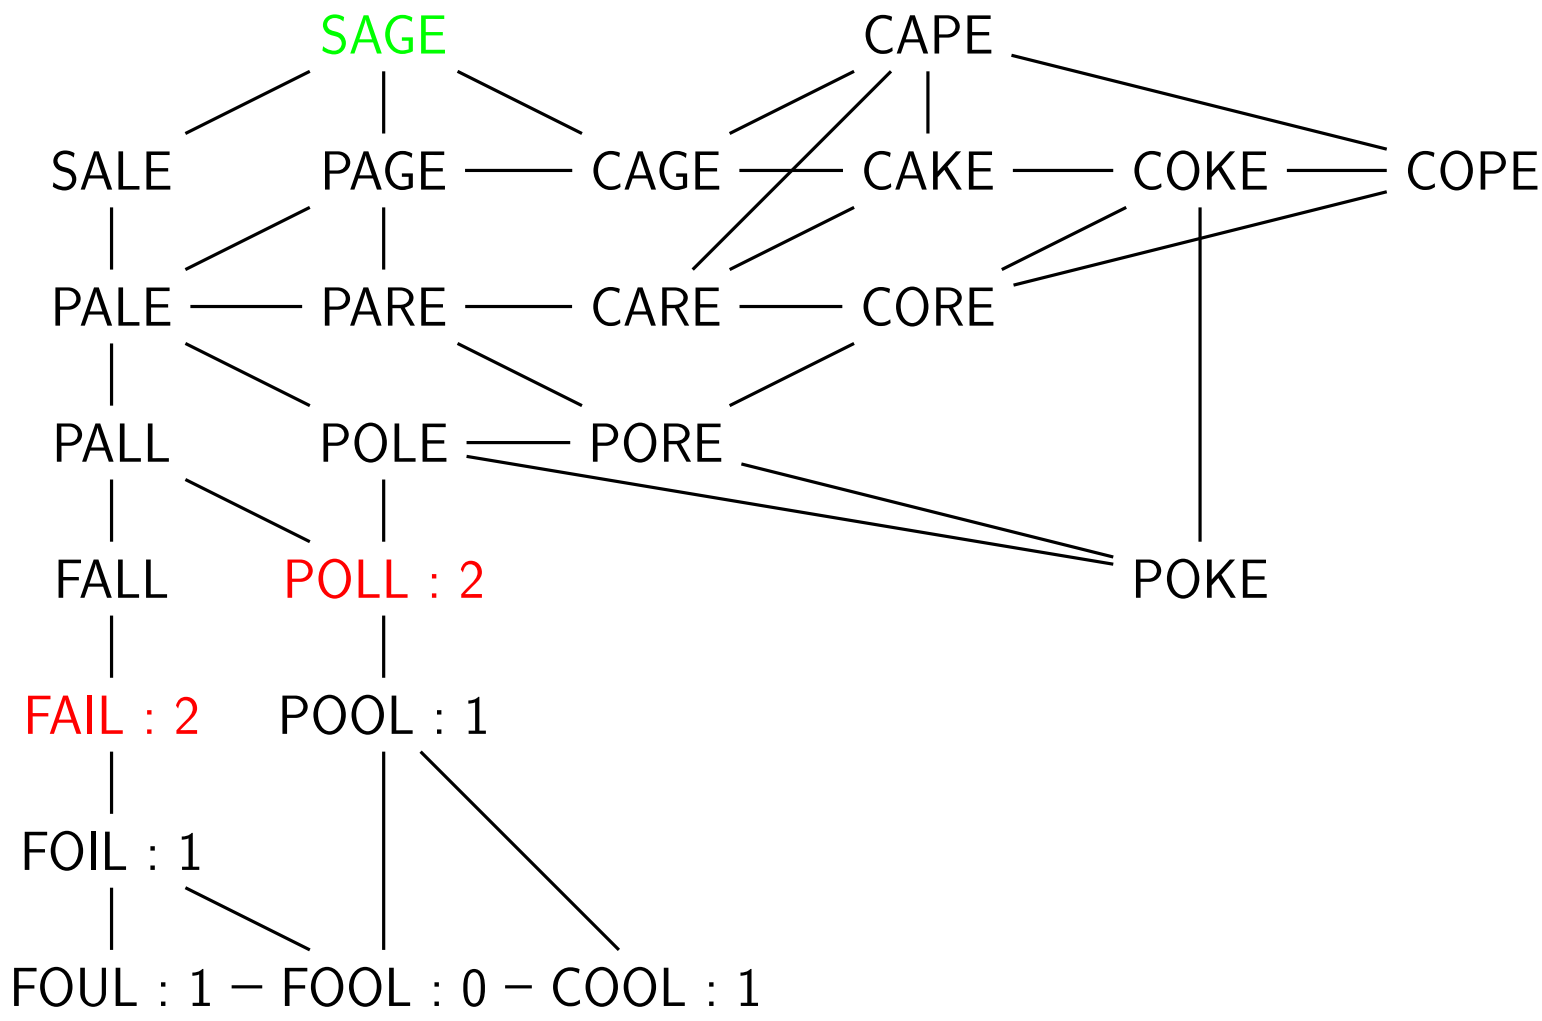 SAGE CAPE
SALE PAGE CAGE CAKE COKE COPE
PALE PARE CARE CORE
PALL POLE PORE
FALL POLL : 2 POKE
FAIL : 2 POOL : 1
FOIL : 1
FOUL : 1 FOOL : 0 COOL : 1